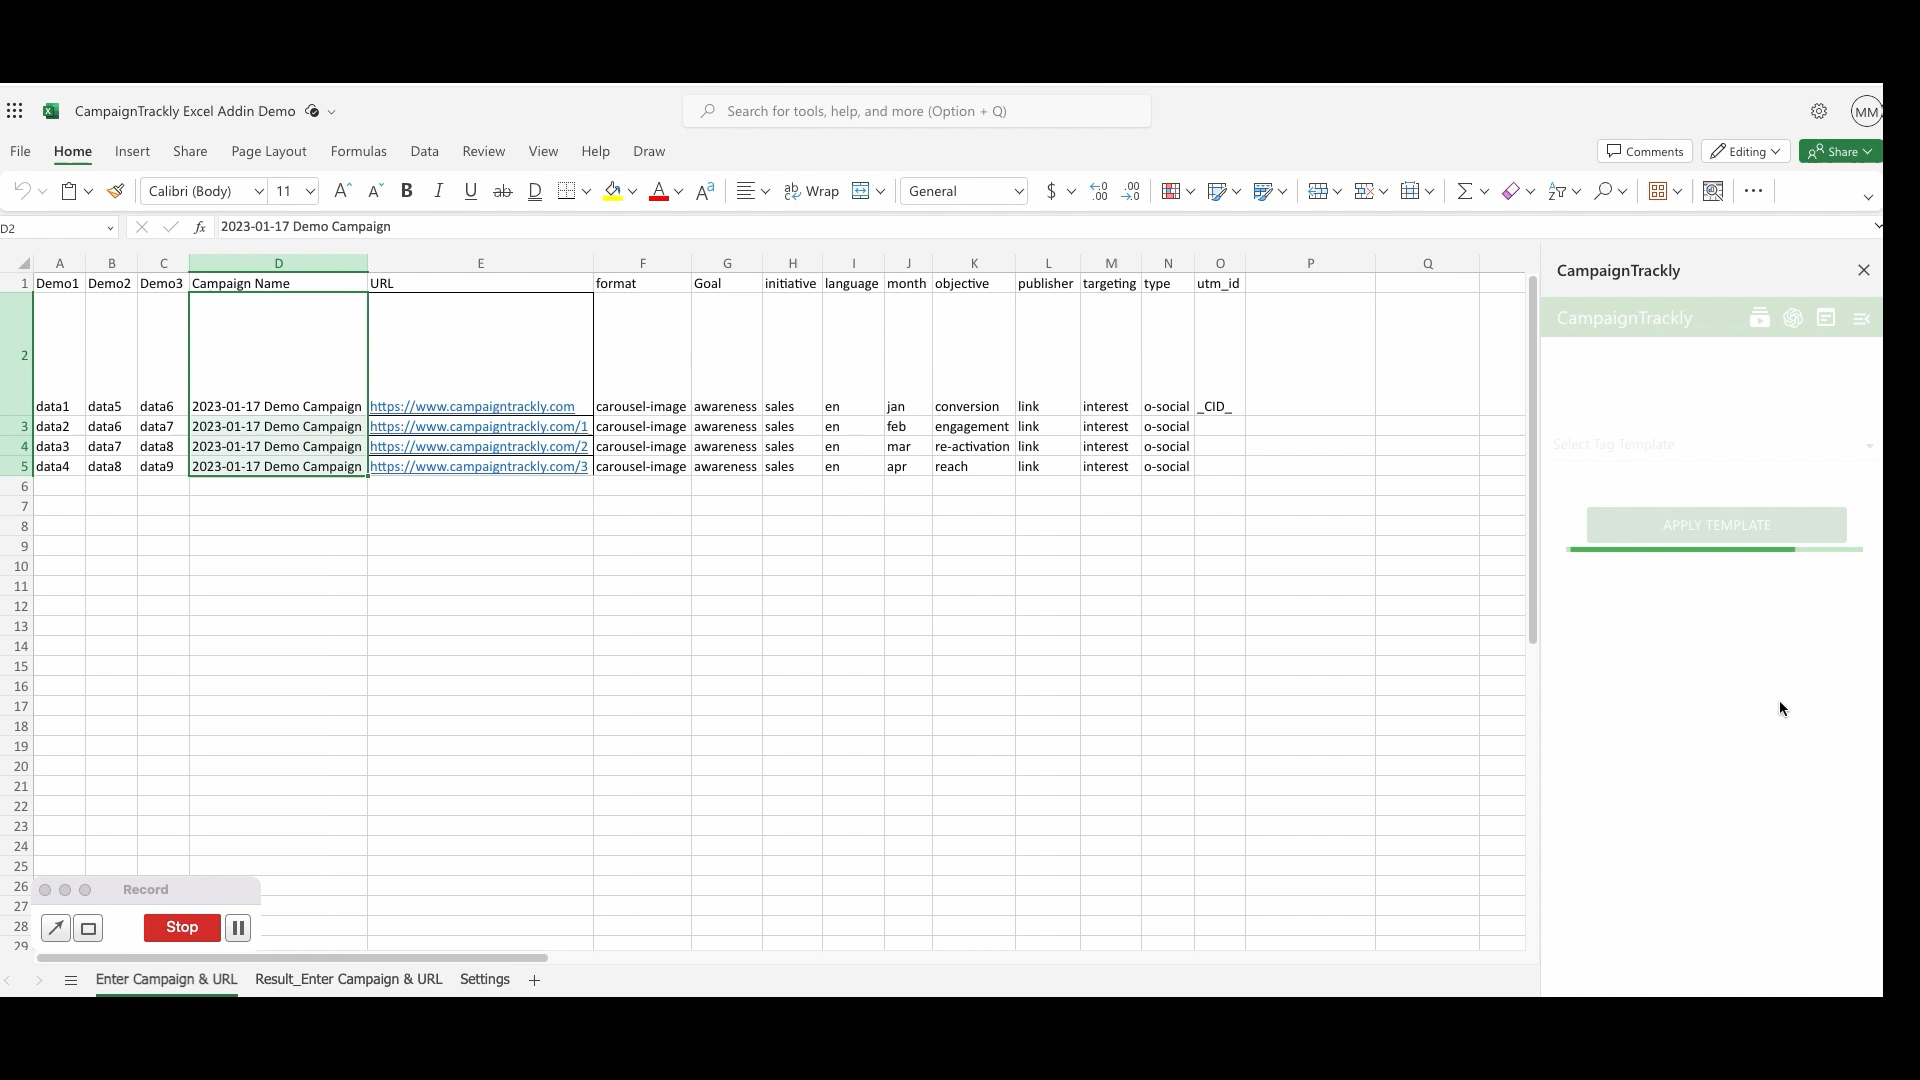 CampaignTrackly Excel Addin Demo
Search for tools, help, and more (Option + Q)
MM
File Home Insert Share Page Layout Formulas Data Review View Help Draw
Comments Editing Share
Calibri (Body) 11 B I U ab D A Wrap General $
D2 fx 2023-01-17 Demo Campaign
A B C D E F G H I J K L M N O P Q
1 Demo1 Demo2 Demo3 Campaign Name URL format Goal initiative language month objective publisher targeting type utm_id
2 data1 data5 data6 2023-01-17 Demo Campaign https://www.campaigntrackly.com carousel-image awareness sales en jan conversion link interest o-social _CID_
3 data2 data6 data7 2023-01-17 Demo Campaign https://www.campaigntrackly.com/1 carousel-image awareness sales en feb engagement link interest o-social
4 data3 data7 data8 2023-01-17 Demo Campaign https://www.campaigntrackly.com/2 carousel-image awareness sales en mar re-activation link interest o-social
5 data4 data8 data9 2023-01-17 Demo Campaign https://www.campaigntrackly.com/3 carousel-image awareness sales en apr reach link interest o-social
6
7
8
9
10
11
12
13
14
15
16
17
18
19
20
21
22
23
24
25
26
27
28
29
Record
Stop
Enter Campaign & URL Result_Enter Campaign & URL Settings
CampaignTrackly
CampaignTrackly
Select Tag Template
APPLY TEMPLATE